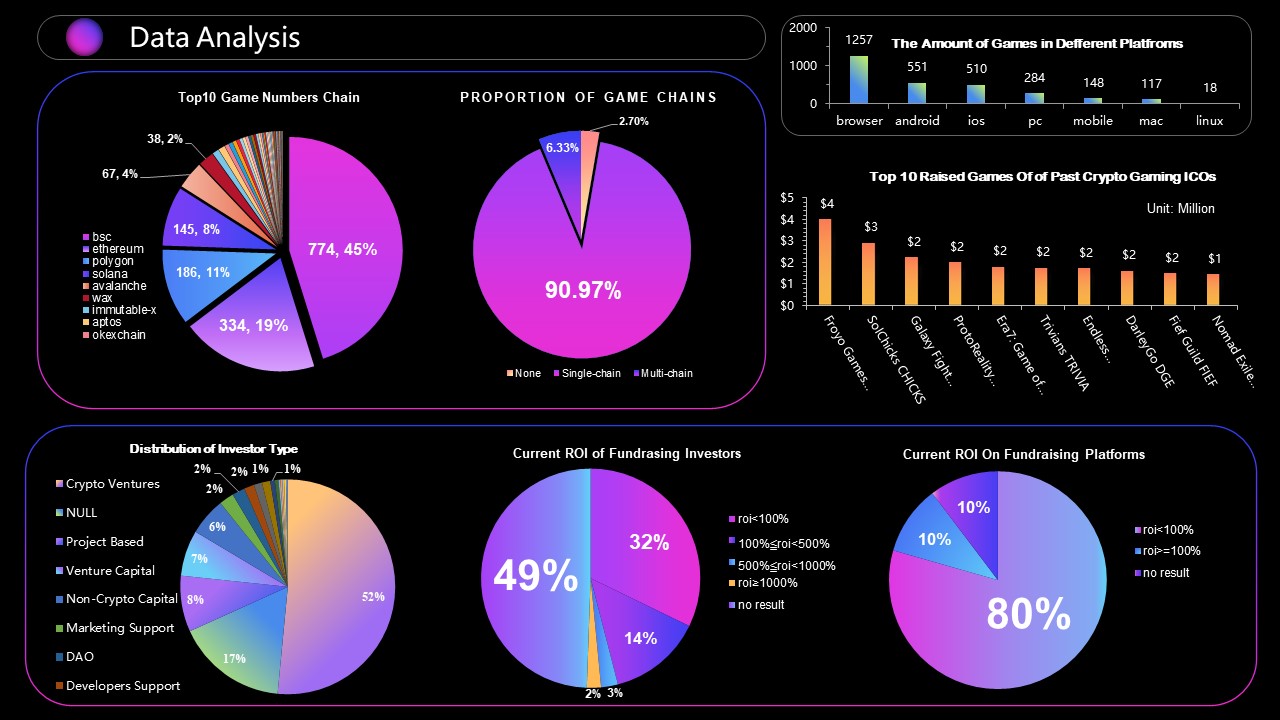 Data Analysis
Top10 Game Numbers Chain
38, 2%
67, 4%
145, 8%
186, 11%
334, 19%
774, 45%
bsc
ethereum
polygon
solana
avalanche
wax
immutable-x
aptos
okexchain
PROPORTION OF GAME CHAINS
2.70%
6.33%
90.97%
None Single-chain Multi-chain
The Amount of Games in Defferent Platfroms
2000
1000
0
1257 551 510 284 148 117 18
browser android ios pc mobile mac linux
Top 10 Raised Games Of of Past Crypto Gaming ICOs
Unit: Million
$5
$4
$3
$2
$1
$0
$4 $3 $2 $2 $2 $2 $2 $2 $2 $1
Froyo Games...
SolChicks CHICKS
Galaxy Fight...
ProtoReality...
Era7: Game of...
Trivians TRIVIA
Endless...
DarleyGo DGE
Fief Guild FIEF
Nomad Exile...
Distribution of Investor Type
2% 2% 1% 1%
2%
6%
7%
8%
17%
52%
Crypto Ventures
NULL
Project Based
Venture Capital
Non-Crypto Capital
Marketing Support
DAO
Developers Support
Current ROI of Fundrasing Investors
49%
32%
14%
2% 3%
roi<100%
100%≦roi<500%
500%≦roi<1000%
roi≥1000%
no result
Current ROI On Fundraising Platforms
10%
10%
80%
roi<100%
roi>=100%
no result